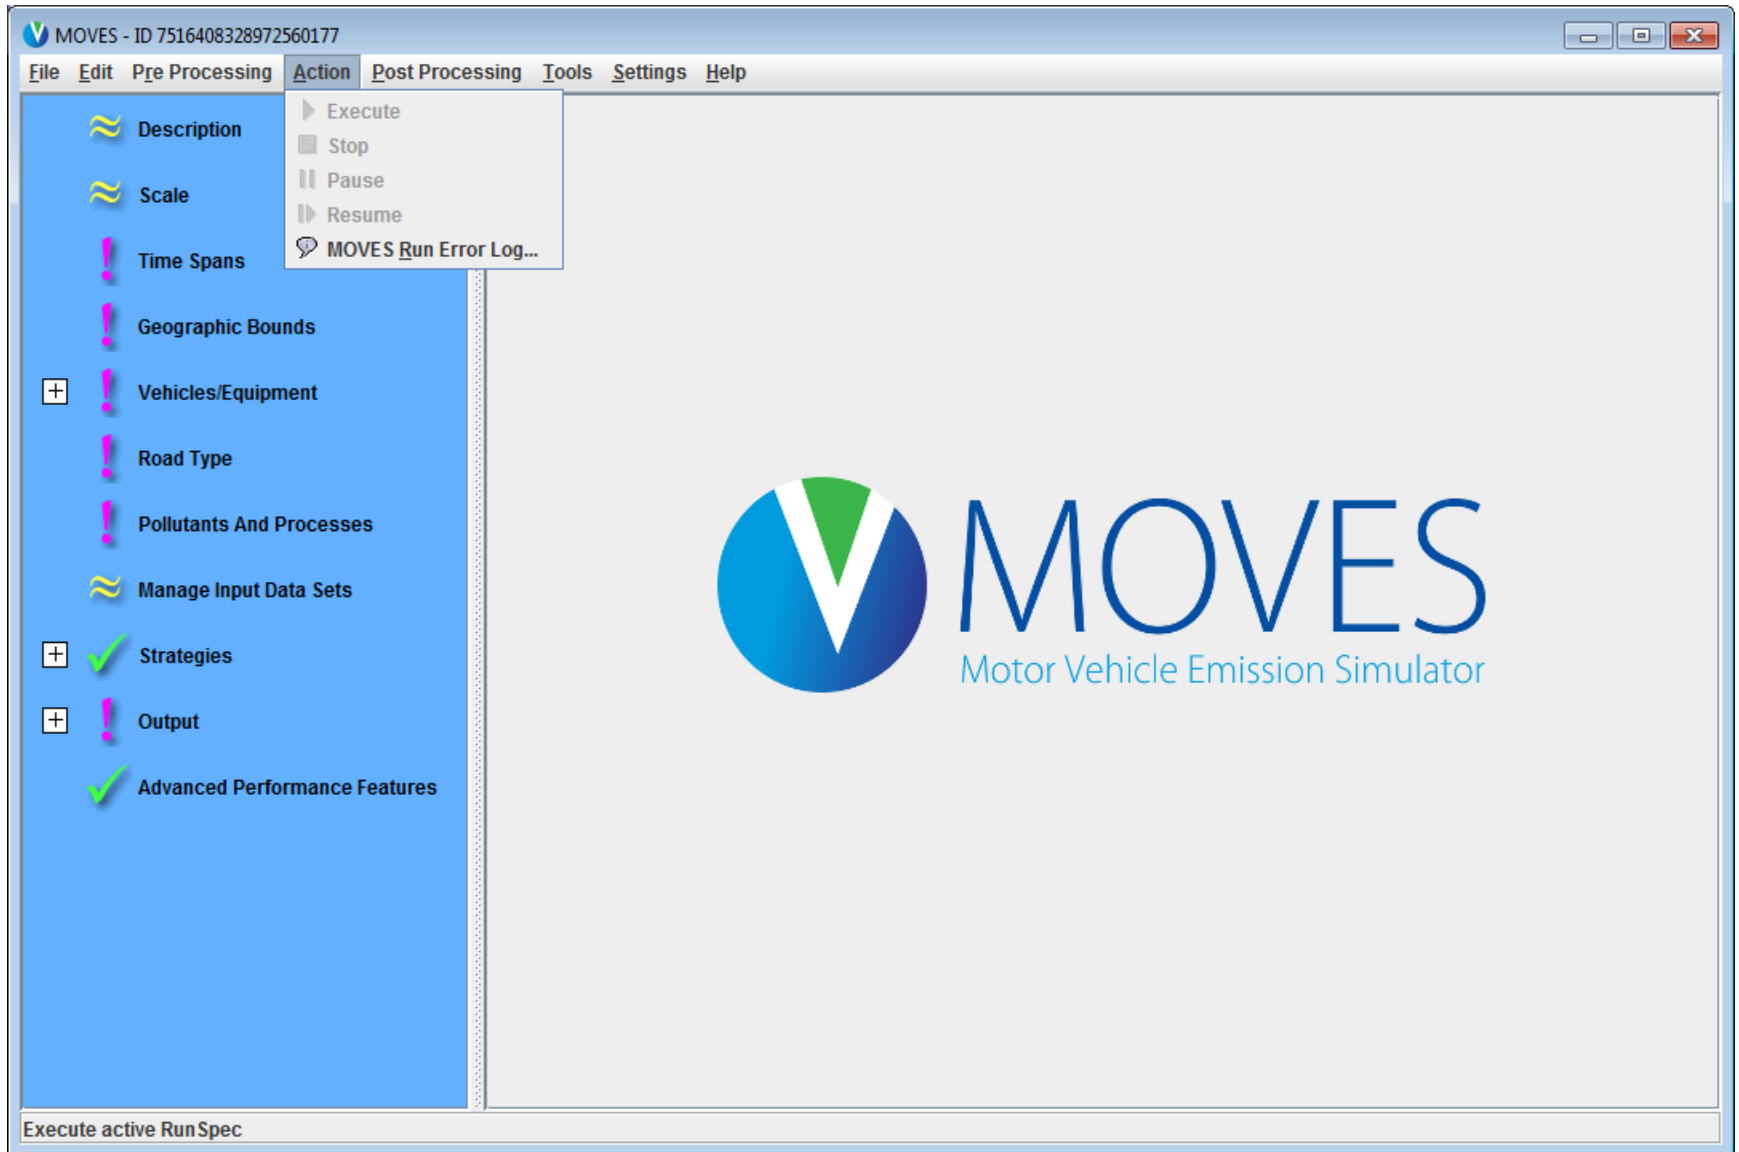 MOVES - ID 7516408328972560177
File Edit Pre Processing Action Post Processing Tools Settings Help
Execute
Stop
Pause
Resume
MOVES Run Error Log...
Description
Scale
Time Spans
Geographic Bounds
Vehicles/Equipment
Road Type
Pollutants And Processes
Manage Input Data Sets
Strategies
Output
Advanced Performance Features
MOVES
Motor Vehicle Emission Simulator
Execute active RunSpec